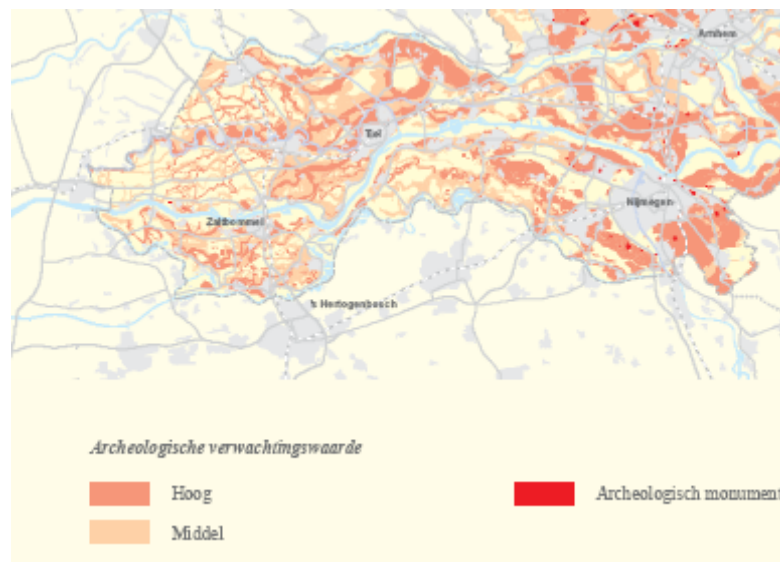 Arnhem
Tiel
Nijmegen
Zaltbommel
's Hertogenbosch
Archeologische verwachtingswaarde
Hoog
Archeologisch monument
Middel